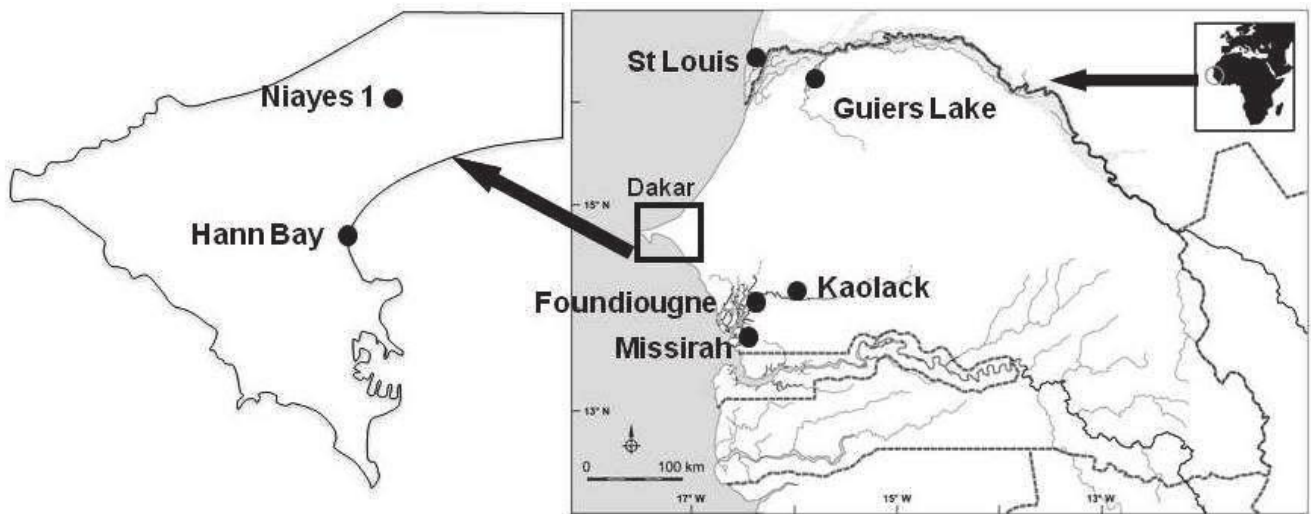 Niayes 1
Hann Bay
St Louis
Guiers Lake
Dakar
15° N
Foundiougne
Kaolack
Missirah
13° N
0 100 km
17° W
15° W
13° W